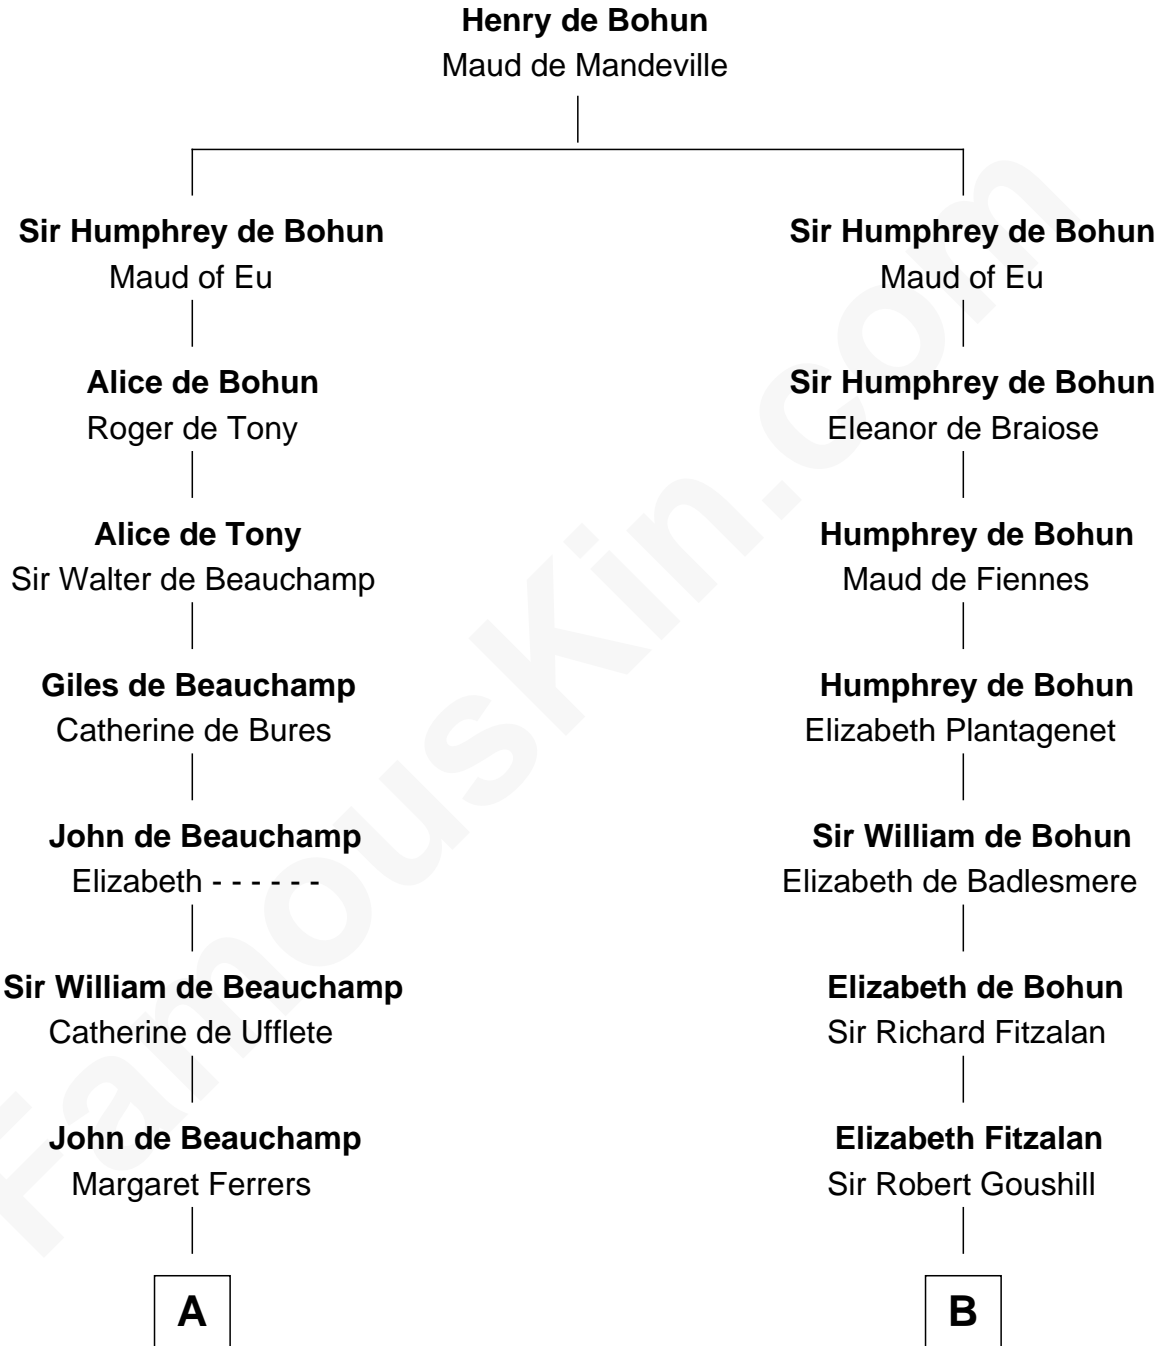 Henry de Bohun
Maud de Mandeville
Sir Humphrey de Bohun
Maud of Eu
Sir Humphrey de Bohun
Maud of Eu
Alice de Bohun
Roger de Tony
Sir Humphrey de Bohun
Eleanor de Braiose
Alice de Tony
Sir Walter de Beauchamp
Humphrey de Bohun
Maud de Fiennes
Giles de Beauchamp
Catherine de Bures
Humphrey de Bohun
Elizabeth Plantagenet
John de Beauchamp
Elizabeth - - - - - -
Sir William de Bohun
Elizabeth de Badlesmere
Sir William de Beauchamp
Catherine de Ufflete
Elizabeth de Bohun
Sir Richard Fitzalan
John de Beauchamp
Margaret Ferrers
Elizabeth Fitzalan
Sir Robert Goushill
A
B
FamousKin.com